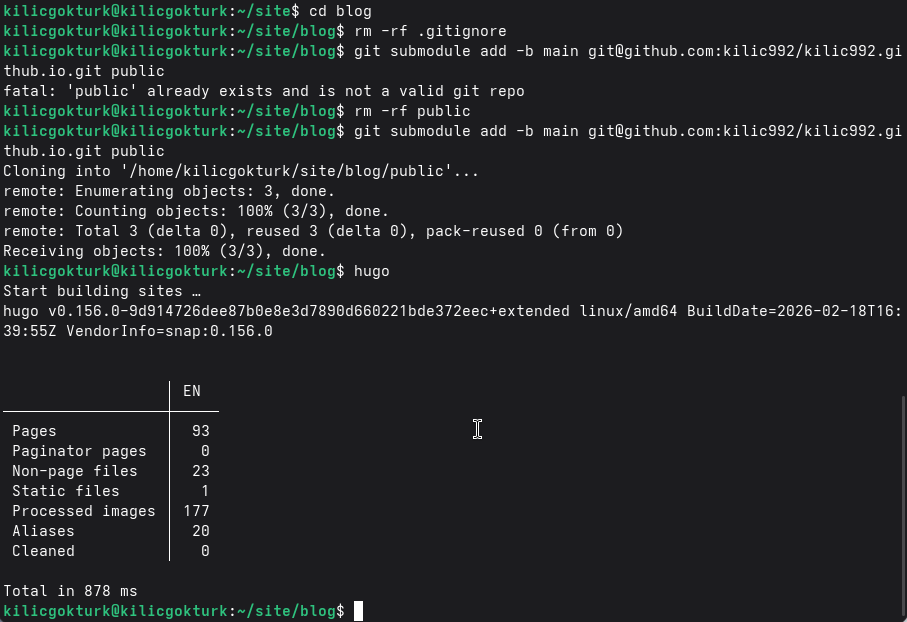 kilicgokturk@kilicgokturk:~/site$ cd blog
kilicgokturk@kilicgokturk:~/site/blog$ rm -rf .gitignore
kilicgokturk@kilicgokturk:~/site/blog$ git submodule add -b main git@github.com:kilic992/kilic992.gi
thub.io.git public
fatal: 'public' already exists and is not a valid git repo
kilicgokturk@kilicgokturk:~/site/blog$ rm -rf public
kilicgokturk@kilicgokturk:~/site/blog$ git submodule add -b main git@github.com:kilic992/kilic992.gi
thub.io.git public
Cloning into '/home/kilicgokturk/site/blog/public'...
remote: Enumerating objects: 3, done.
remote: Counting objects: 100% (3/3), done.
remote: Total 3 (delta 0), reused 3 (delta 0), pack-reused 0 (from 0)
Receiving objects: 100% (3/3), done.
kilicgokturk@kilicgokturk:~/site/blog$ hugo
Start building sites …
hugo v0.156.0-9d914726dee87b0e8e3d7890d660221bde372eec+extended linux/amd64 BuildDate=2026-02-18T16:
39:55Z VendorInfo=snap:0.156.0
EN
Pages 93
Paginator pages 0
Non-page files 23
Static files 1
Processed images 177
Aliases 20
Cleaned 0
Total in 878 ms
kilicgokturk@kilicgokturk:~/site/blog$